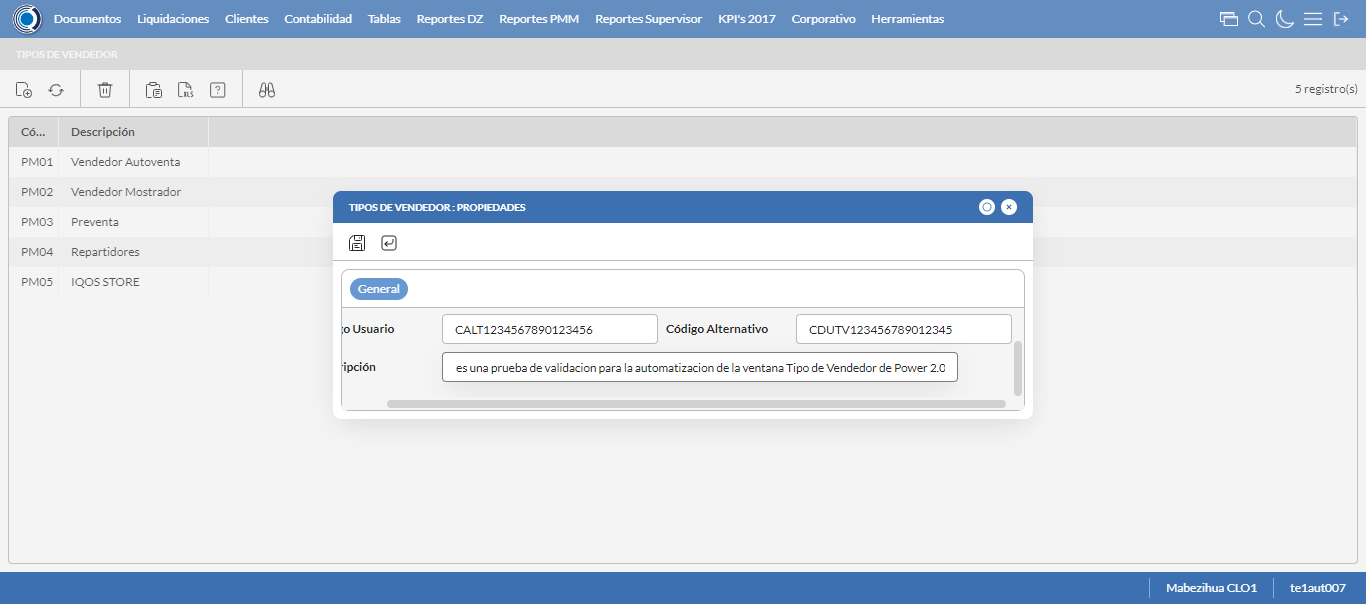 Documentos Liquidaciones Clientes Contabilidad Tablas Reportes DZ Reportes PMM Reportes Supervisor KPI's 2017 Corporativo Herramientas
TIPOS DE VENDEDOR
XLS ? 5 registro(s)
Có... Descripción
PM01 Vendedor Autoventa
PM02 Vendedor Mostrador
PM03 Preventa
PM04 Repartidores
PM05 IQOS STORE
TIPOS DE VENDEDOR : PROPIEDADES
General
go Usuario CALT1234567890123456 Código Alternativo CDUTV123456789012345
ripción es una prueba de validacion para la automatizacion de la ventana Tipo de Vendedor de Power 2.0
Mabezihua CLO1 te1aut007